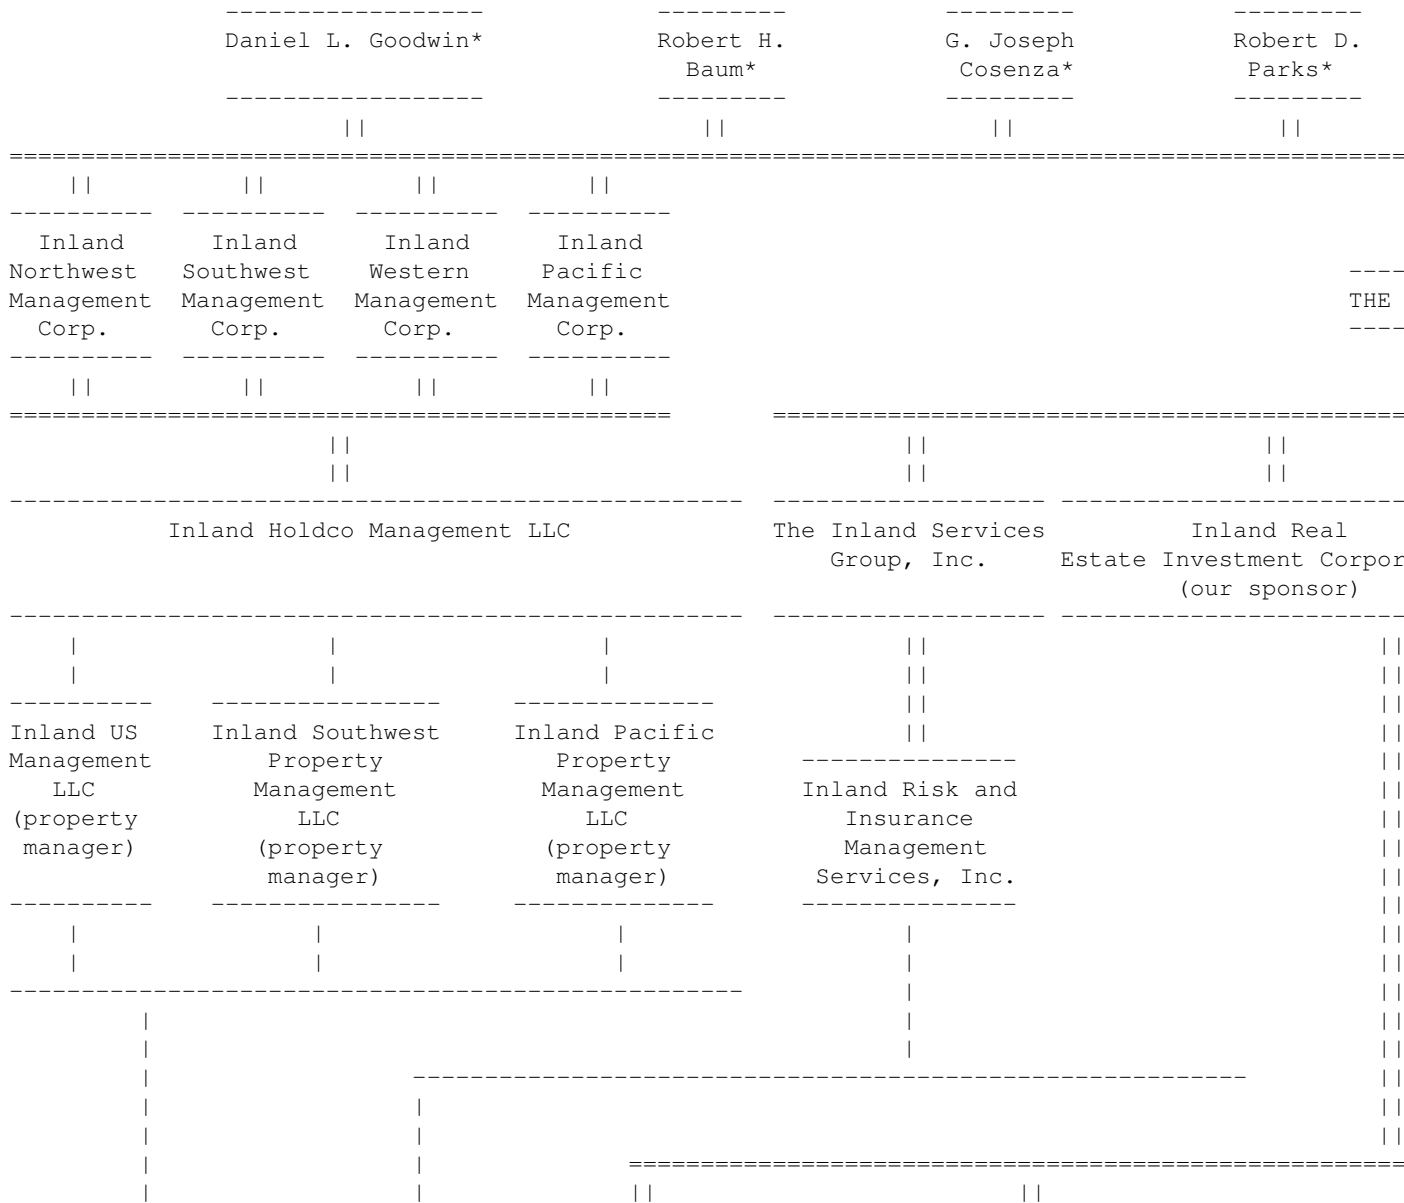 Daniel L. Goodwin* Robert H. G. Joseph Robert D.
Baum* Cosenza* Parks*
Inland Inland Inland Inland
Northwest Southwest Western Pacific
Management Management Management Management THE
Corp. Corp. Corp. Corp.
Inland Holdco Management LLC The Inland Services Inland Real
Group, Inc. Estate Investment Corpor
(our sponsor)
Inland US Inland Southwest Inland Pacific
Management Property Property
LLC Management Management Inland Risk and
(property LLC LLC Insurance
manager) (property (property Management
manager) manager) Services, Inc.